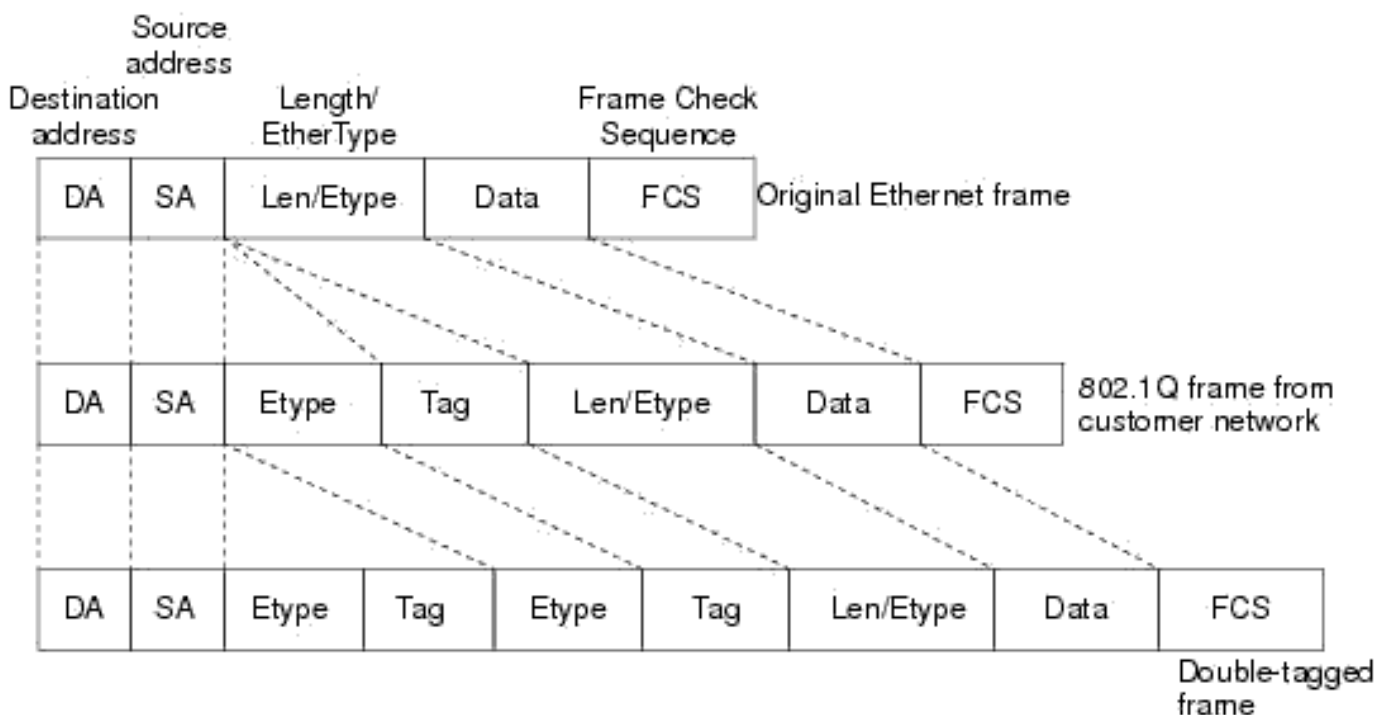 Source
address
Destination
address
Length/
EtherType
Frame Check
Sequence
DA SA Len/Etype Data FCS
Original Ethernet frame
DA SA Etype Tag Len/Etype Data FCS
802.1Q frame from
customer network
DA SA Etype Tag Etype Tag Len/Etype Data FCS
Double-tagged
frame